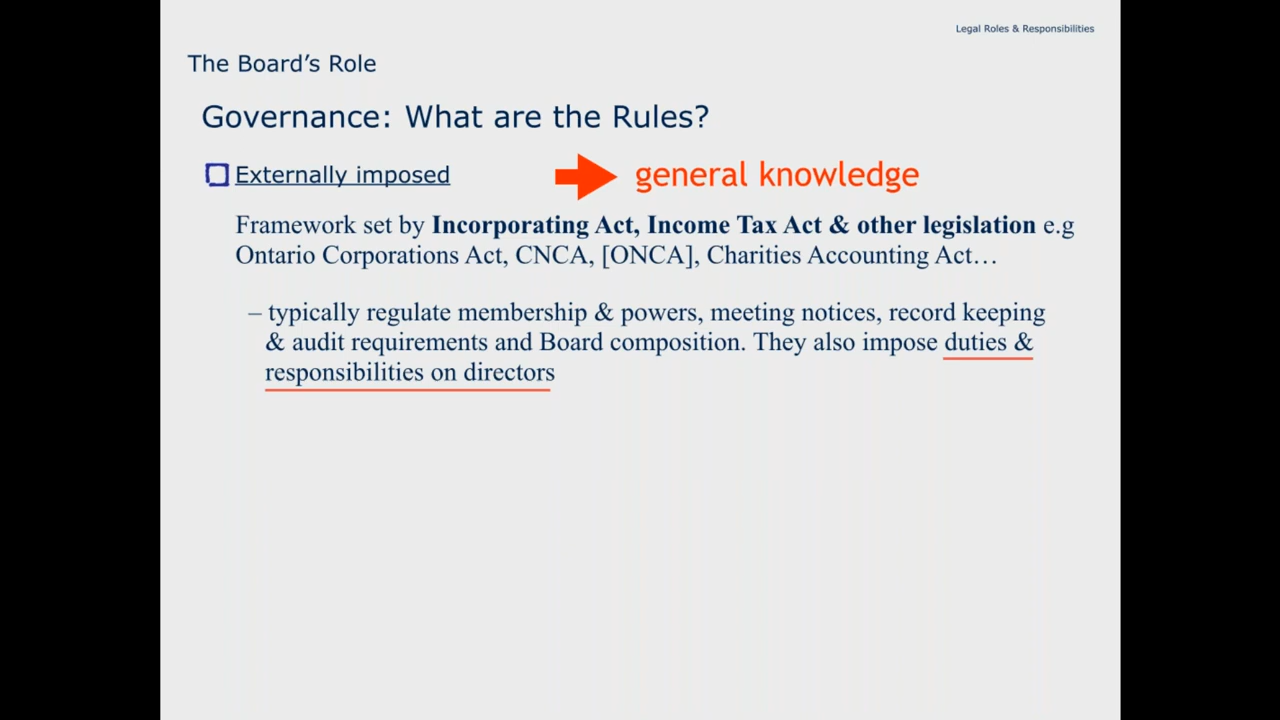 Legal Roles & Responsibilities
The Board’s Role
Governance: What are the Rules?
Externally imposed
general knowledge
Framework set by Incorporating Act, Income Tax Act & other legislation e.g
Ontario Corporations Act, CNCA, [ONCA], Charities Accounting Act…
– typically regulate membership & powers, meeting notices, record keeping
& audit requirements and Board composition. They also impose duties &
responsibilities on directors